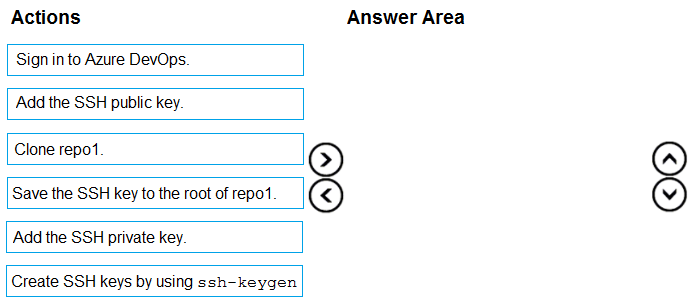 Actions
Answer Area
Sign in to Azure DevOps.
Add the SSH public key.
Clone repo1.
Save the SSH key to the root of repo1.
Add the SSH private key.
Create SSH keys by using ssh-keygen